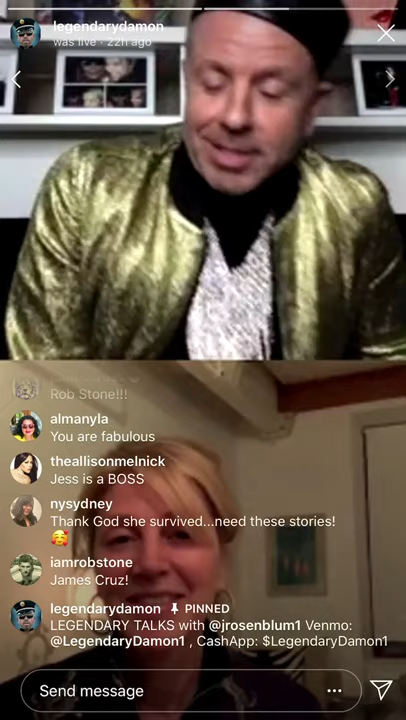 legendarydamon
was live · 22h ago
Rob Stone!!!
almanyla
You are fabulous
theallisonmelnick
Jess is a BOSS
nysydney
Thank God she survived...need these stories!
🥰
iamrobstone
James Cruz!
legendarydamon PINNED
LEGENDARY TALKS with @jrosenblum1 Venmo:
@LegendaryDamon1 , CashApp: $LegendaryDamon1
Send message